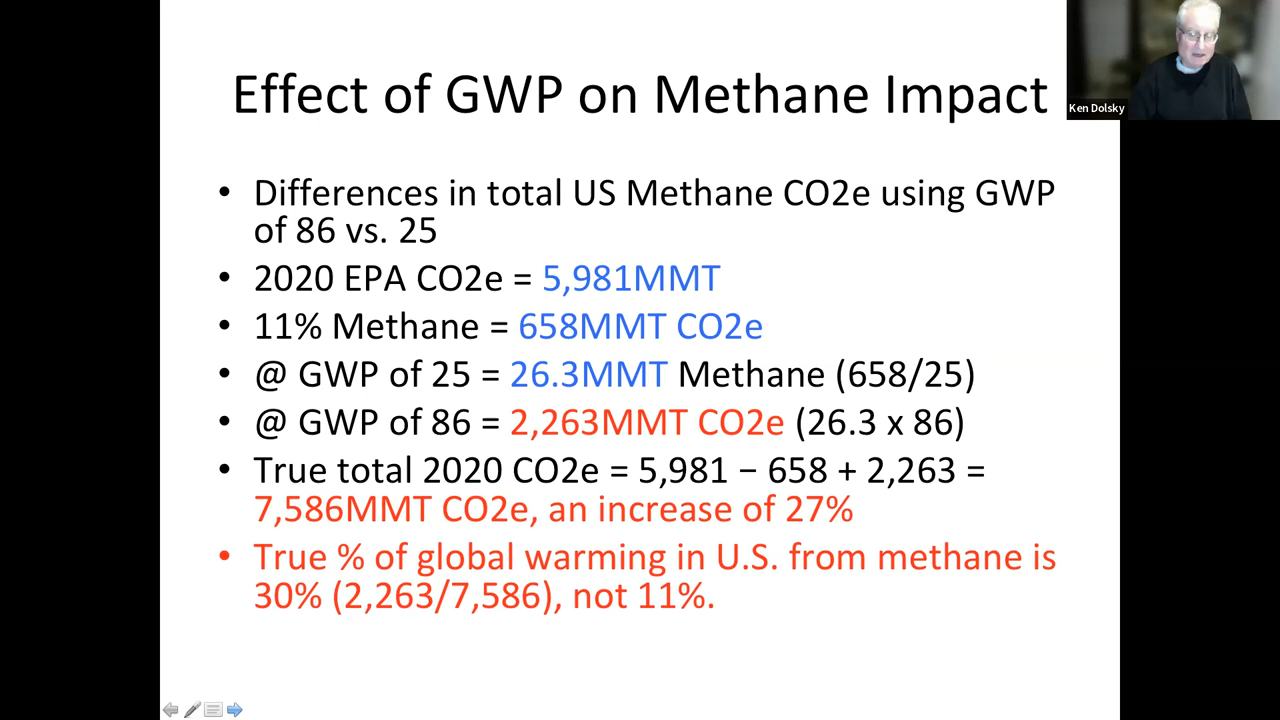 Effect of GWP on Methane Impact
Ken Dolsky
• Differences in total US Methane CO2e using GWP
of 86 vs. 25
• 2020 EPA CO2e = 5,981MMT
• 11% Methane = 658MMT CO2e
• @ GWP of 25 = 26.3MMT Methane (658/25)
• @ GWP of 86 = 2,263MMT CO2e (26.3 x 86)
• True total 2020 CO2e = 5,981 − 658 + 2,263 =
7,586MMT CO2e, an increase of 27%
• True % of global warming in U.S. from methane is
30% (2,263/7,586), not 11%.